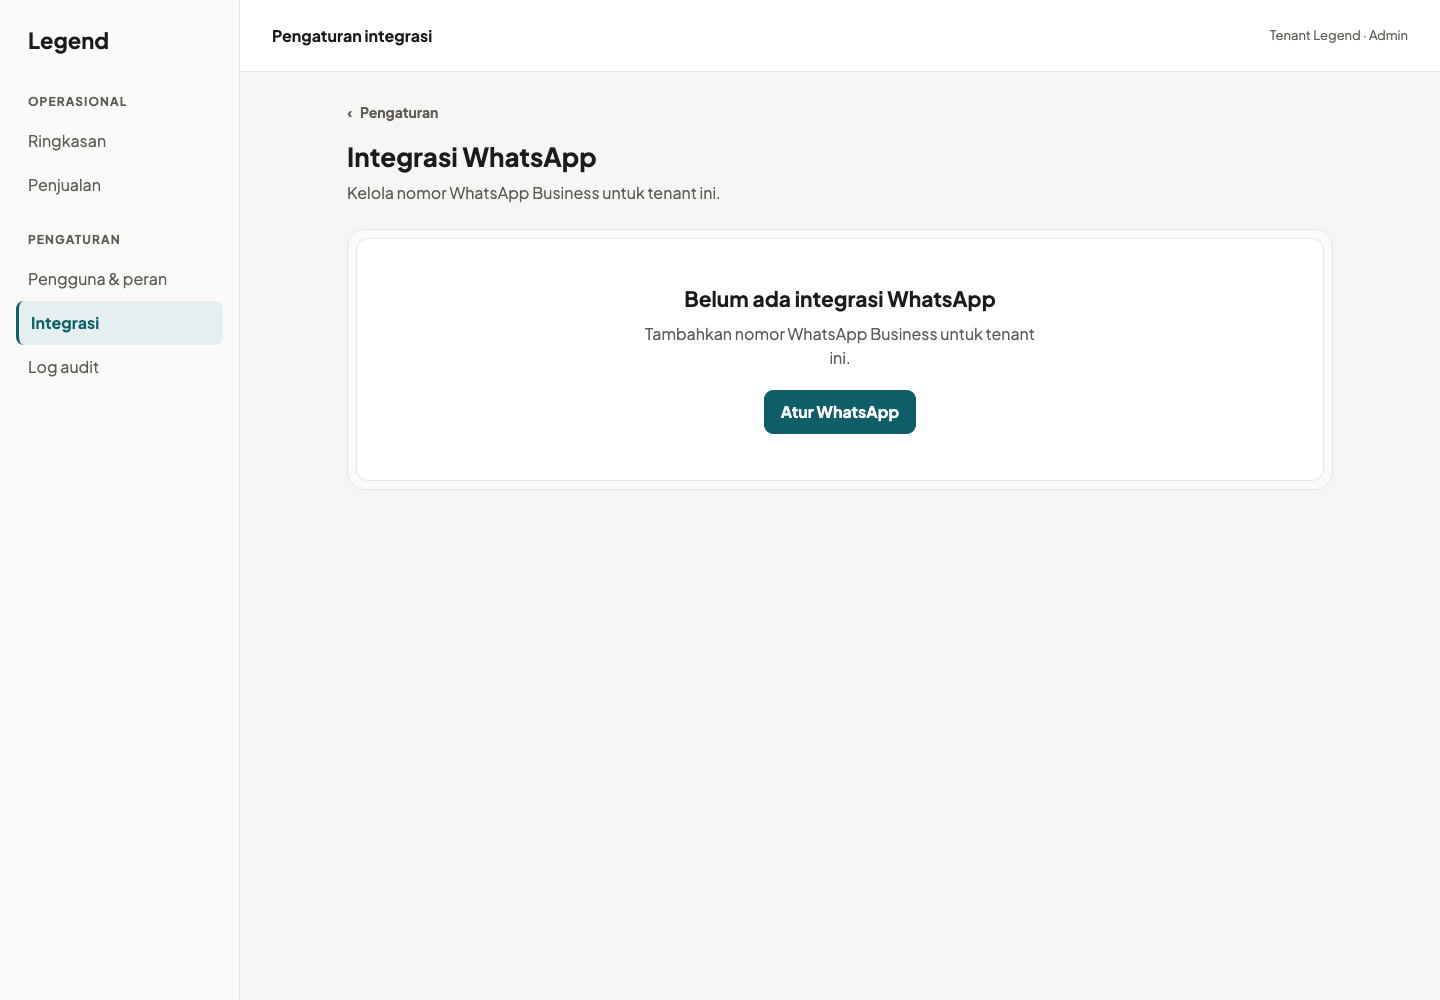 Legend
OPERASIONAL
Ringkasan
Penjualan
PENGATURAN
Pengguna & peran
Integrasi
Log audit
Pengaturan integrasi
Tenant Legend · Admin
‹ Pengaturan
Integrasi WhatsApp
Kelola nomor WhatsApp Business untuk tenant ini.
Belum ada integrasi WhatsApp
Tambahkan nomor WhatsApp Business untuk tenant
ini.
Atur WhatsApp